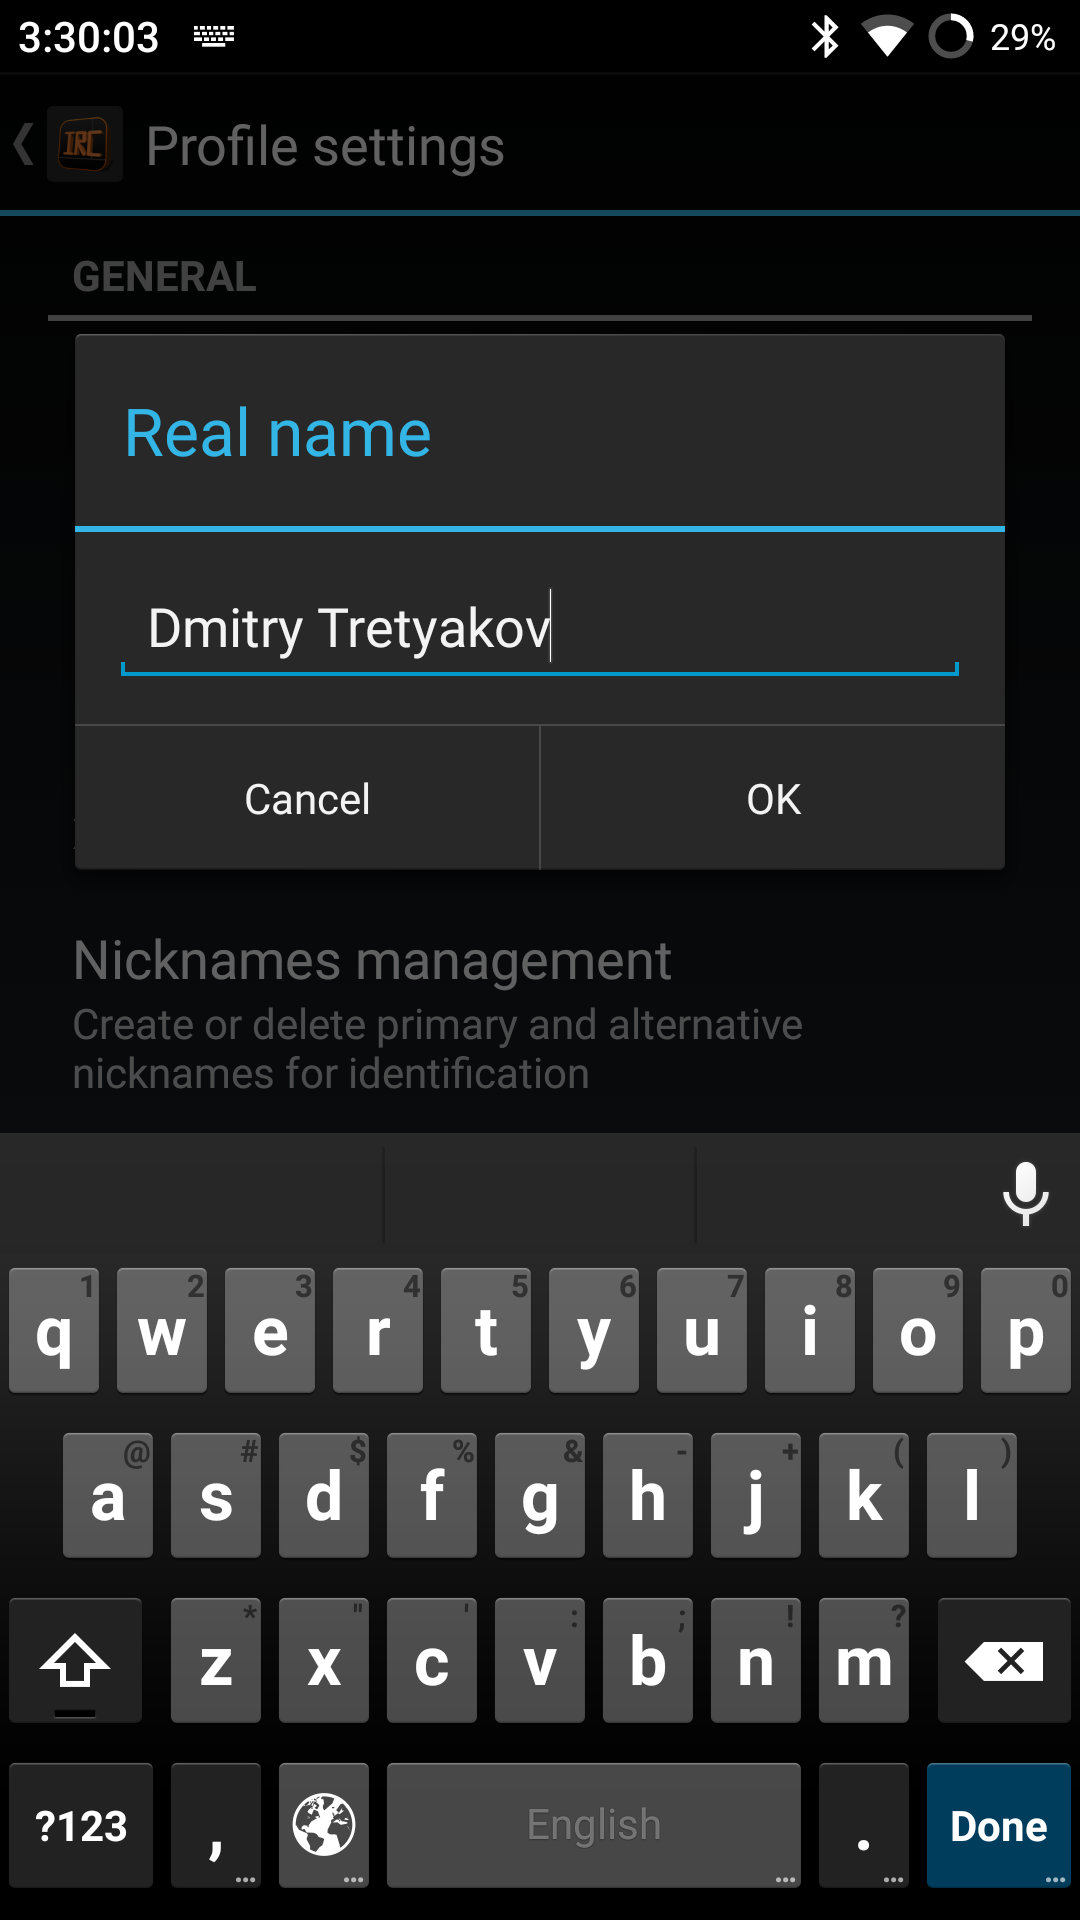 3:30:03 29%
IRC Profile settings
GENERAL
Real name
Dmitry Tretyakov
Cancel OK
Nicknames management
Create or delete primary and alternative
nicknames for identification
1 2 3 4 5 6 7 8 9 0
q w e r t y u i o p
@ # $ % & - + ( )
a s d f g h j k l
* " ' : ; ! ?
z x c v b n m
?123 , English . Done